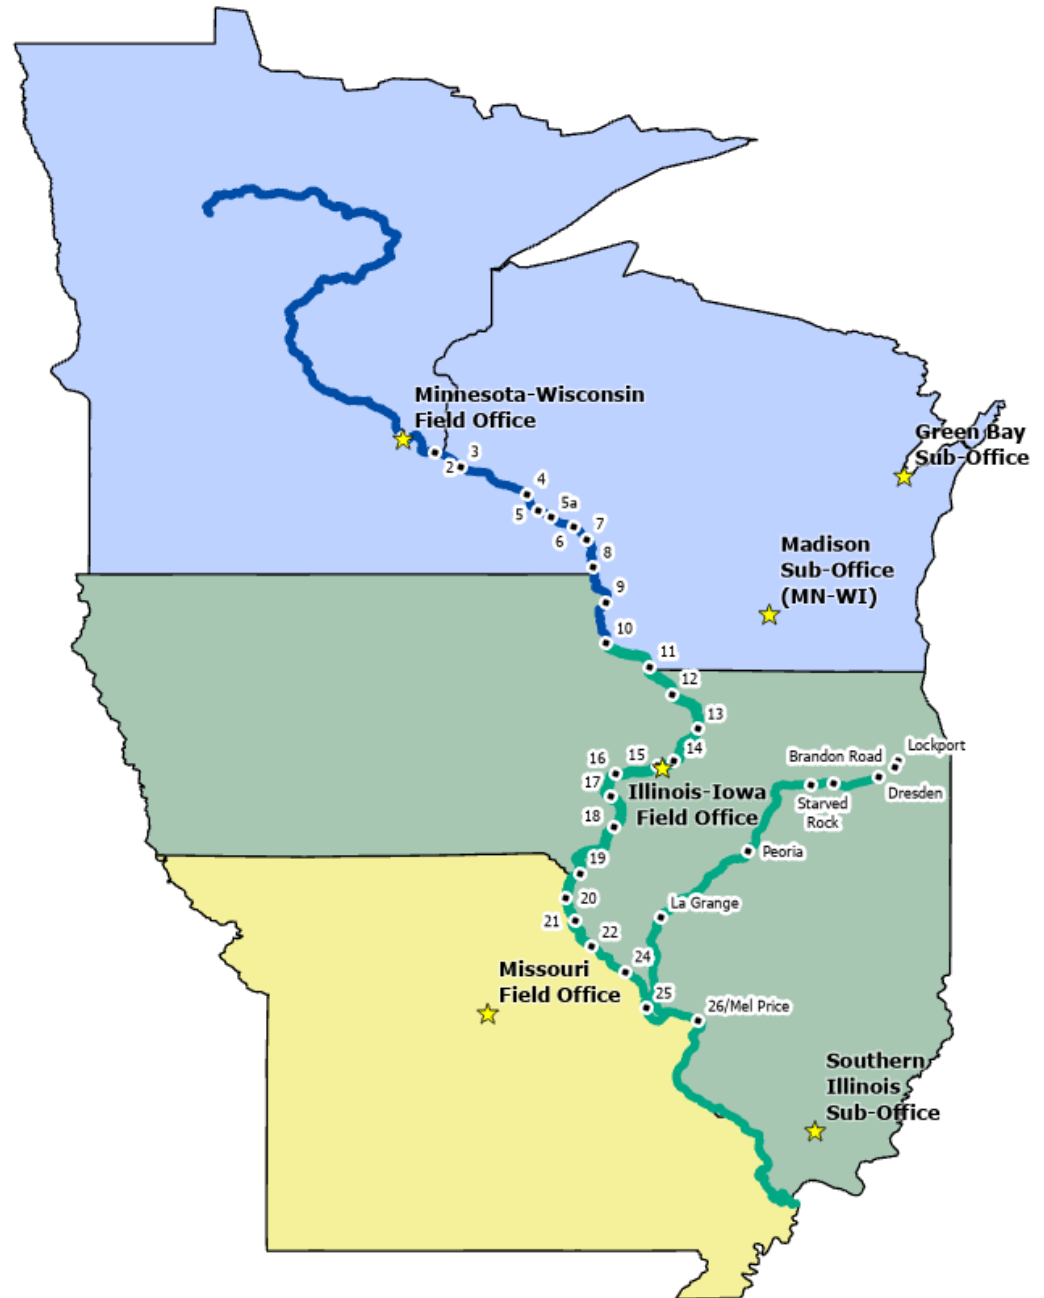 Minnesota-Wisconsin
Field Office
Green Bay
Sub-Office
3
2
4
5a
5
7
6
8
Madison
Sub-Office
(MN-WI)
9
10
11
12
13
14
15
16
Lockport
Brandon Road
17
Illinois-Iowa
Field Office
Dresden
Starved
Rock
18
19
Peoria
20
La Grange
21
22
24
Missouri
Field Office
25
26/Mel Price
Southern
Illinois
Sub-Office